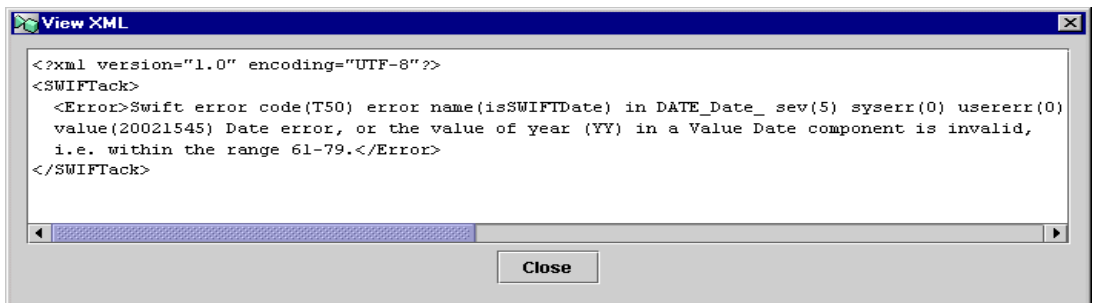 View XML
<?xml version="1.0" encoding="UTF-8"?>
<SWIFTack>
<Error>Swift error code(T50) error name(isSWIFTDate) in DATE_Date_ sev(5) syserr(0) usererr(0)
value(20021545) Date error, or the value of year (YY) in a Value Date component is invalid,
i.e. within the range 61-79.</Error>
</SWIFTack>
Close